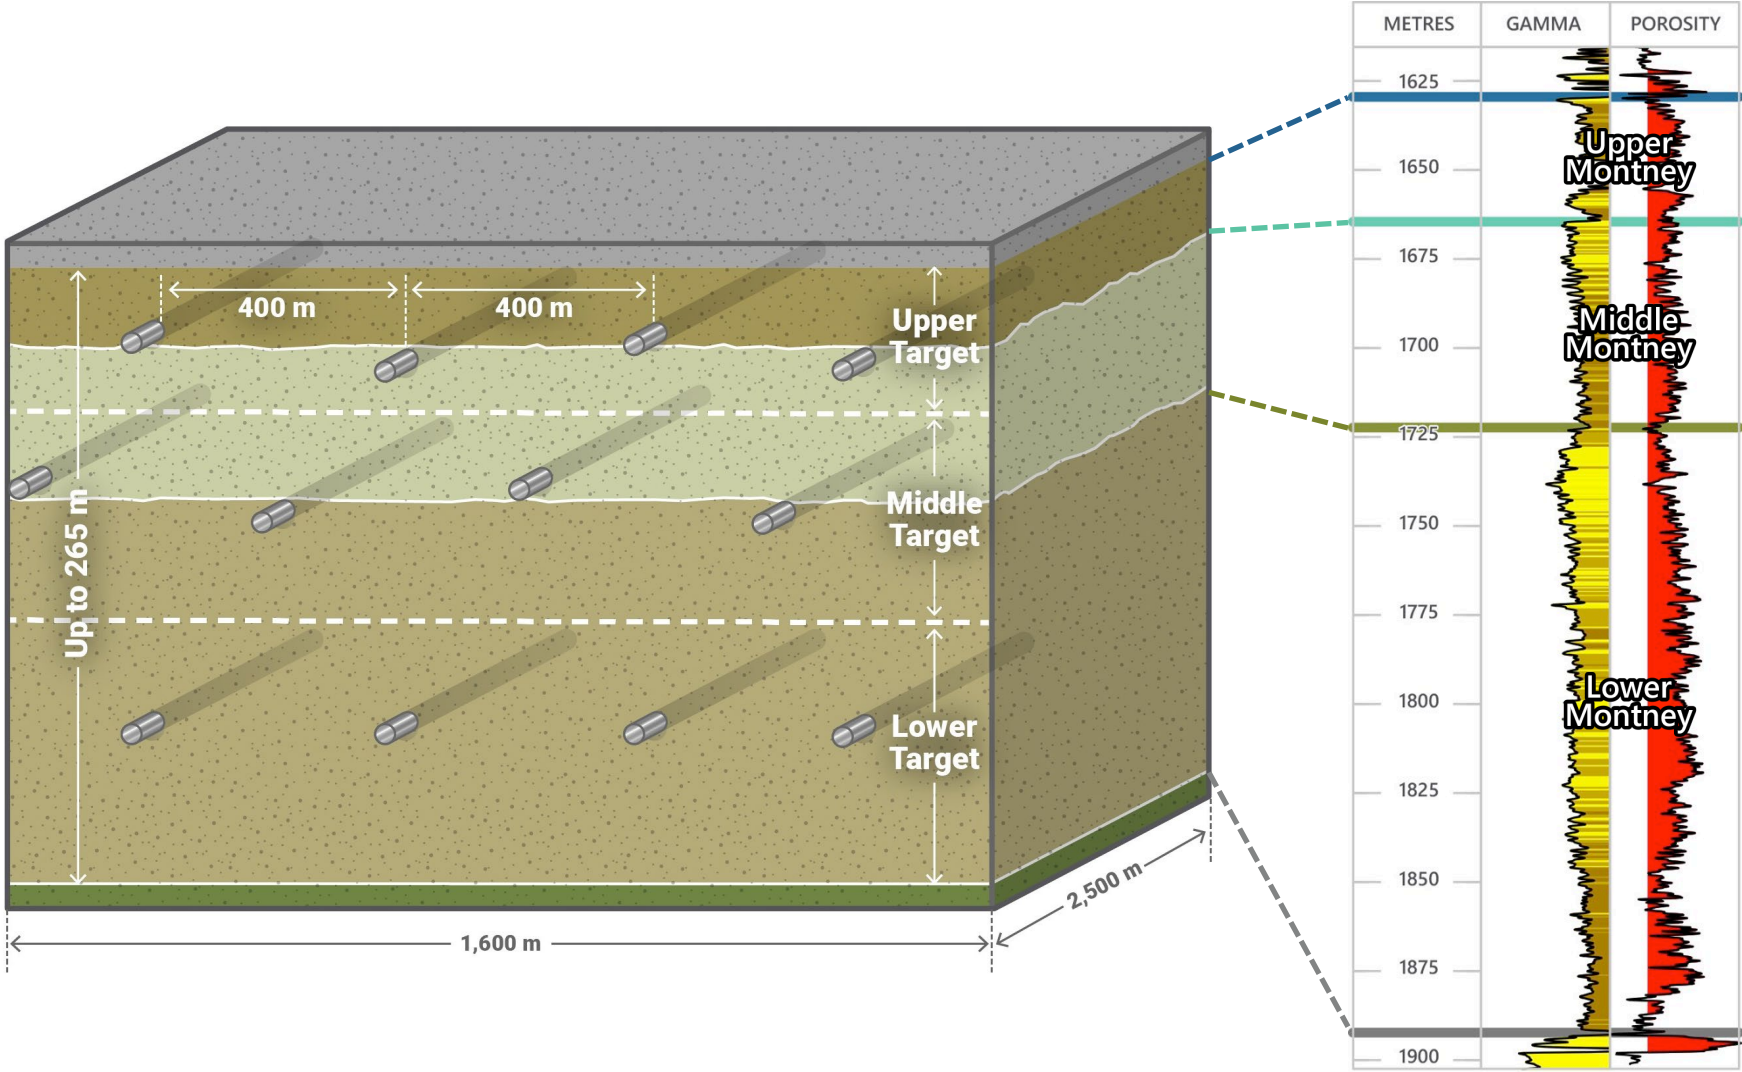 METRES GAMMA POROSITY
1625
Upper
Montney
1650
1675
Middle
Montney
1700
1725
1750
1775
Lower
Montney
1800
1825
1850
1875
1900
400 m
400 m
Upper
Target
Middle
Target
Lower
Target
Up to 265 m
1,600 m
2,500 m